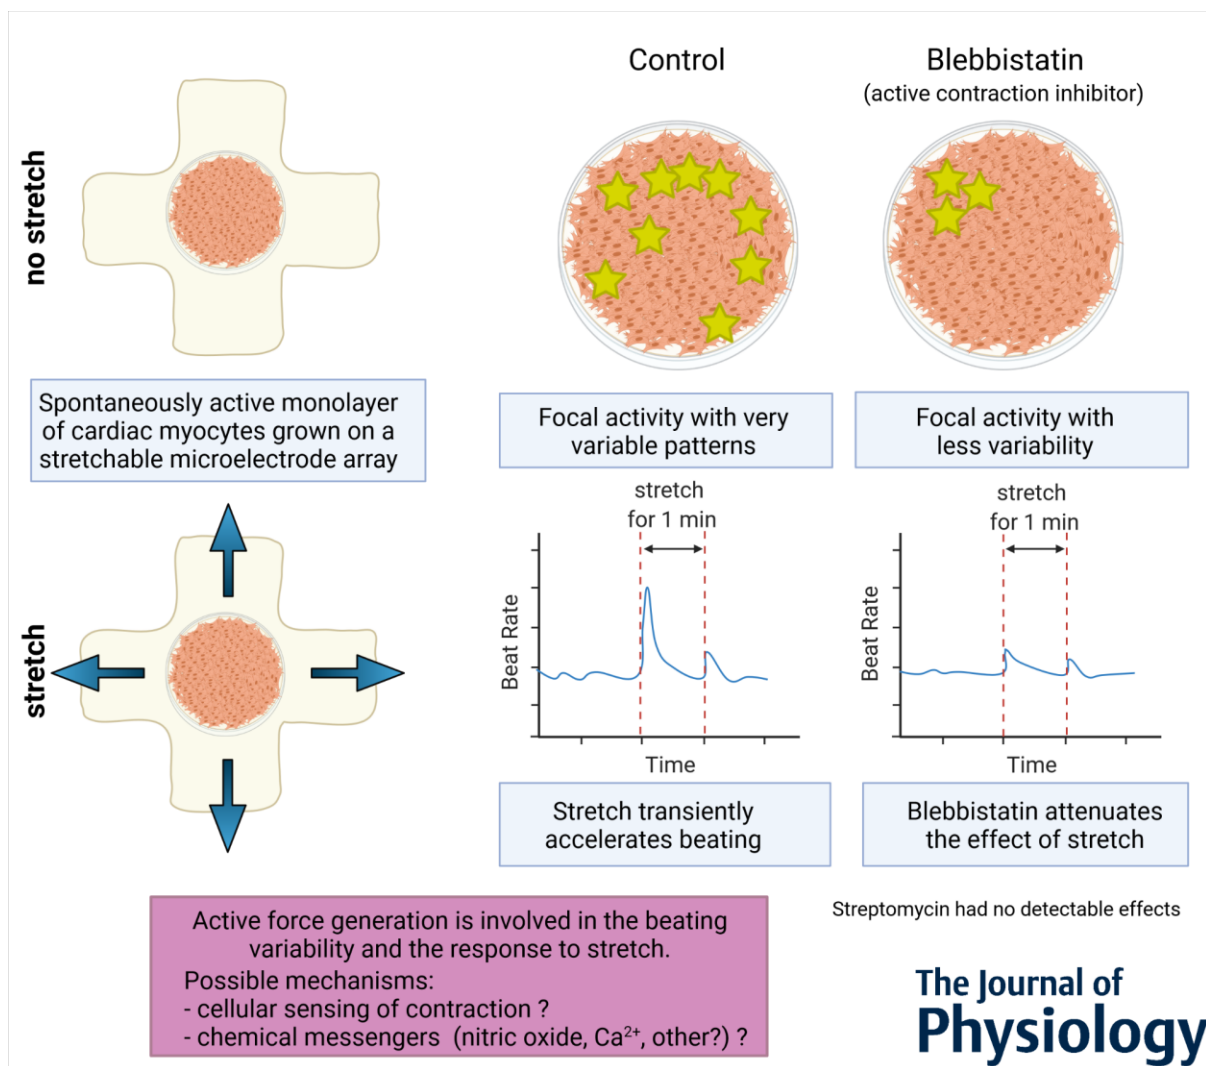 no stretch
Spontaneously active monolayer
of cardiac myocytes grown on a
stretchable microelectrode array
stretch
Control
Focal activity with very
variable patterns
stretch
for 1 min
Beat Rate
Time
Stretch transiently
accelerates beating
Blebbistatin
(active contraction inhibitor)
Focal activity with
less variability
stretch
for 1 min
Beat Rate
Time
Blebbistatin attenuates
the effect of stretch
Active force generation is involved in the beating
variability and the response to stretch.
Possible mechanisms:
- cellular sensing of contraction ?
- chemical messengers (nitric oxide, Ca²⁺, other?) ?
Streptomycin had no detectable effects
The Journal of
Physiology